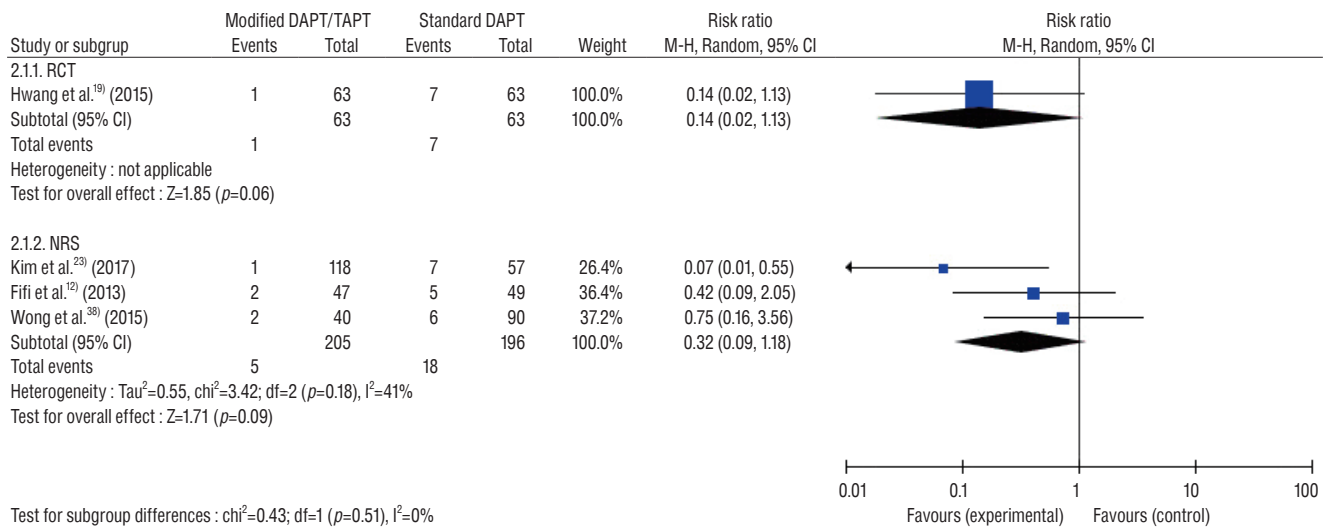 Modified DAPT/TAPT Standard DAPT Risk ratio Risk ratio
Study or subgrup Events Total Events Total Weight M-H, Random, 95% CI M-H, Random, 95% CI
2.1.1. RCT
Hwang et al.19) (2015) 1 63 7 63 100.0% 0.14 (0.02, 1.13)
Subtotal (95% CI) 63 63 100.0% 0.14 (0.02, 1.13)
Total events 1 7
Heterogeneity : not applicable
Test for overall effect : Z=1.85 (p=0.06)
2.1.2. NRS
Kim et al.23) (2017) 1 118 7 57 26.4% 0.07 (0.01, 0.55)
Fifi et al.12) (2013) 2 47 5 49 36.4% 0.42 (0.09, 2.05)
Wong et al.38) (2015) 2 40 6 90 37.2% 0.75 (0.16, 3.56)
Subtotal (95% CI) 205 196 100.0% 0.32 (0.09, 1.18)
Total events 5 18
Heterogeneity : Tau2=0.55, chi2=3.42; df=2 (p=0.18), I2=41%
Test for overall effect : Z=1.71 (p=0.09)
0.01 0.1 1 10 100
Test for subgroup differences : chi2=0.43; df=1 (p=0.51), I2=0% Favours (experimental) Favours (control)